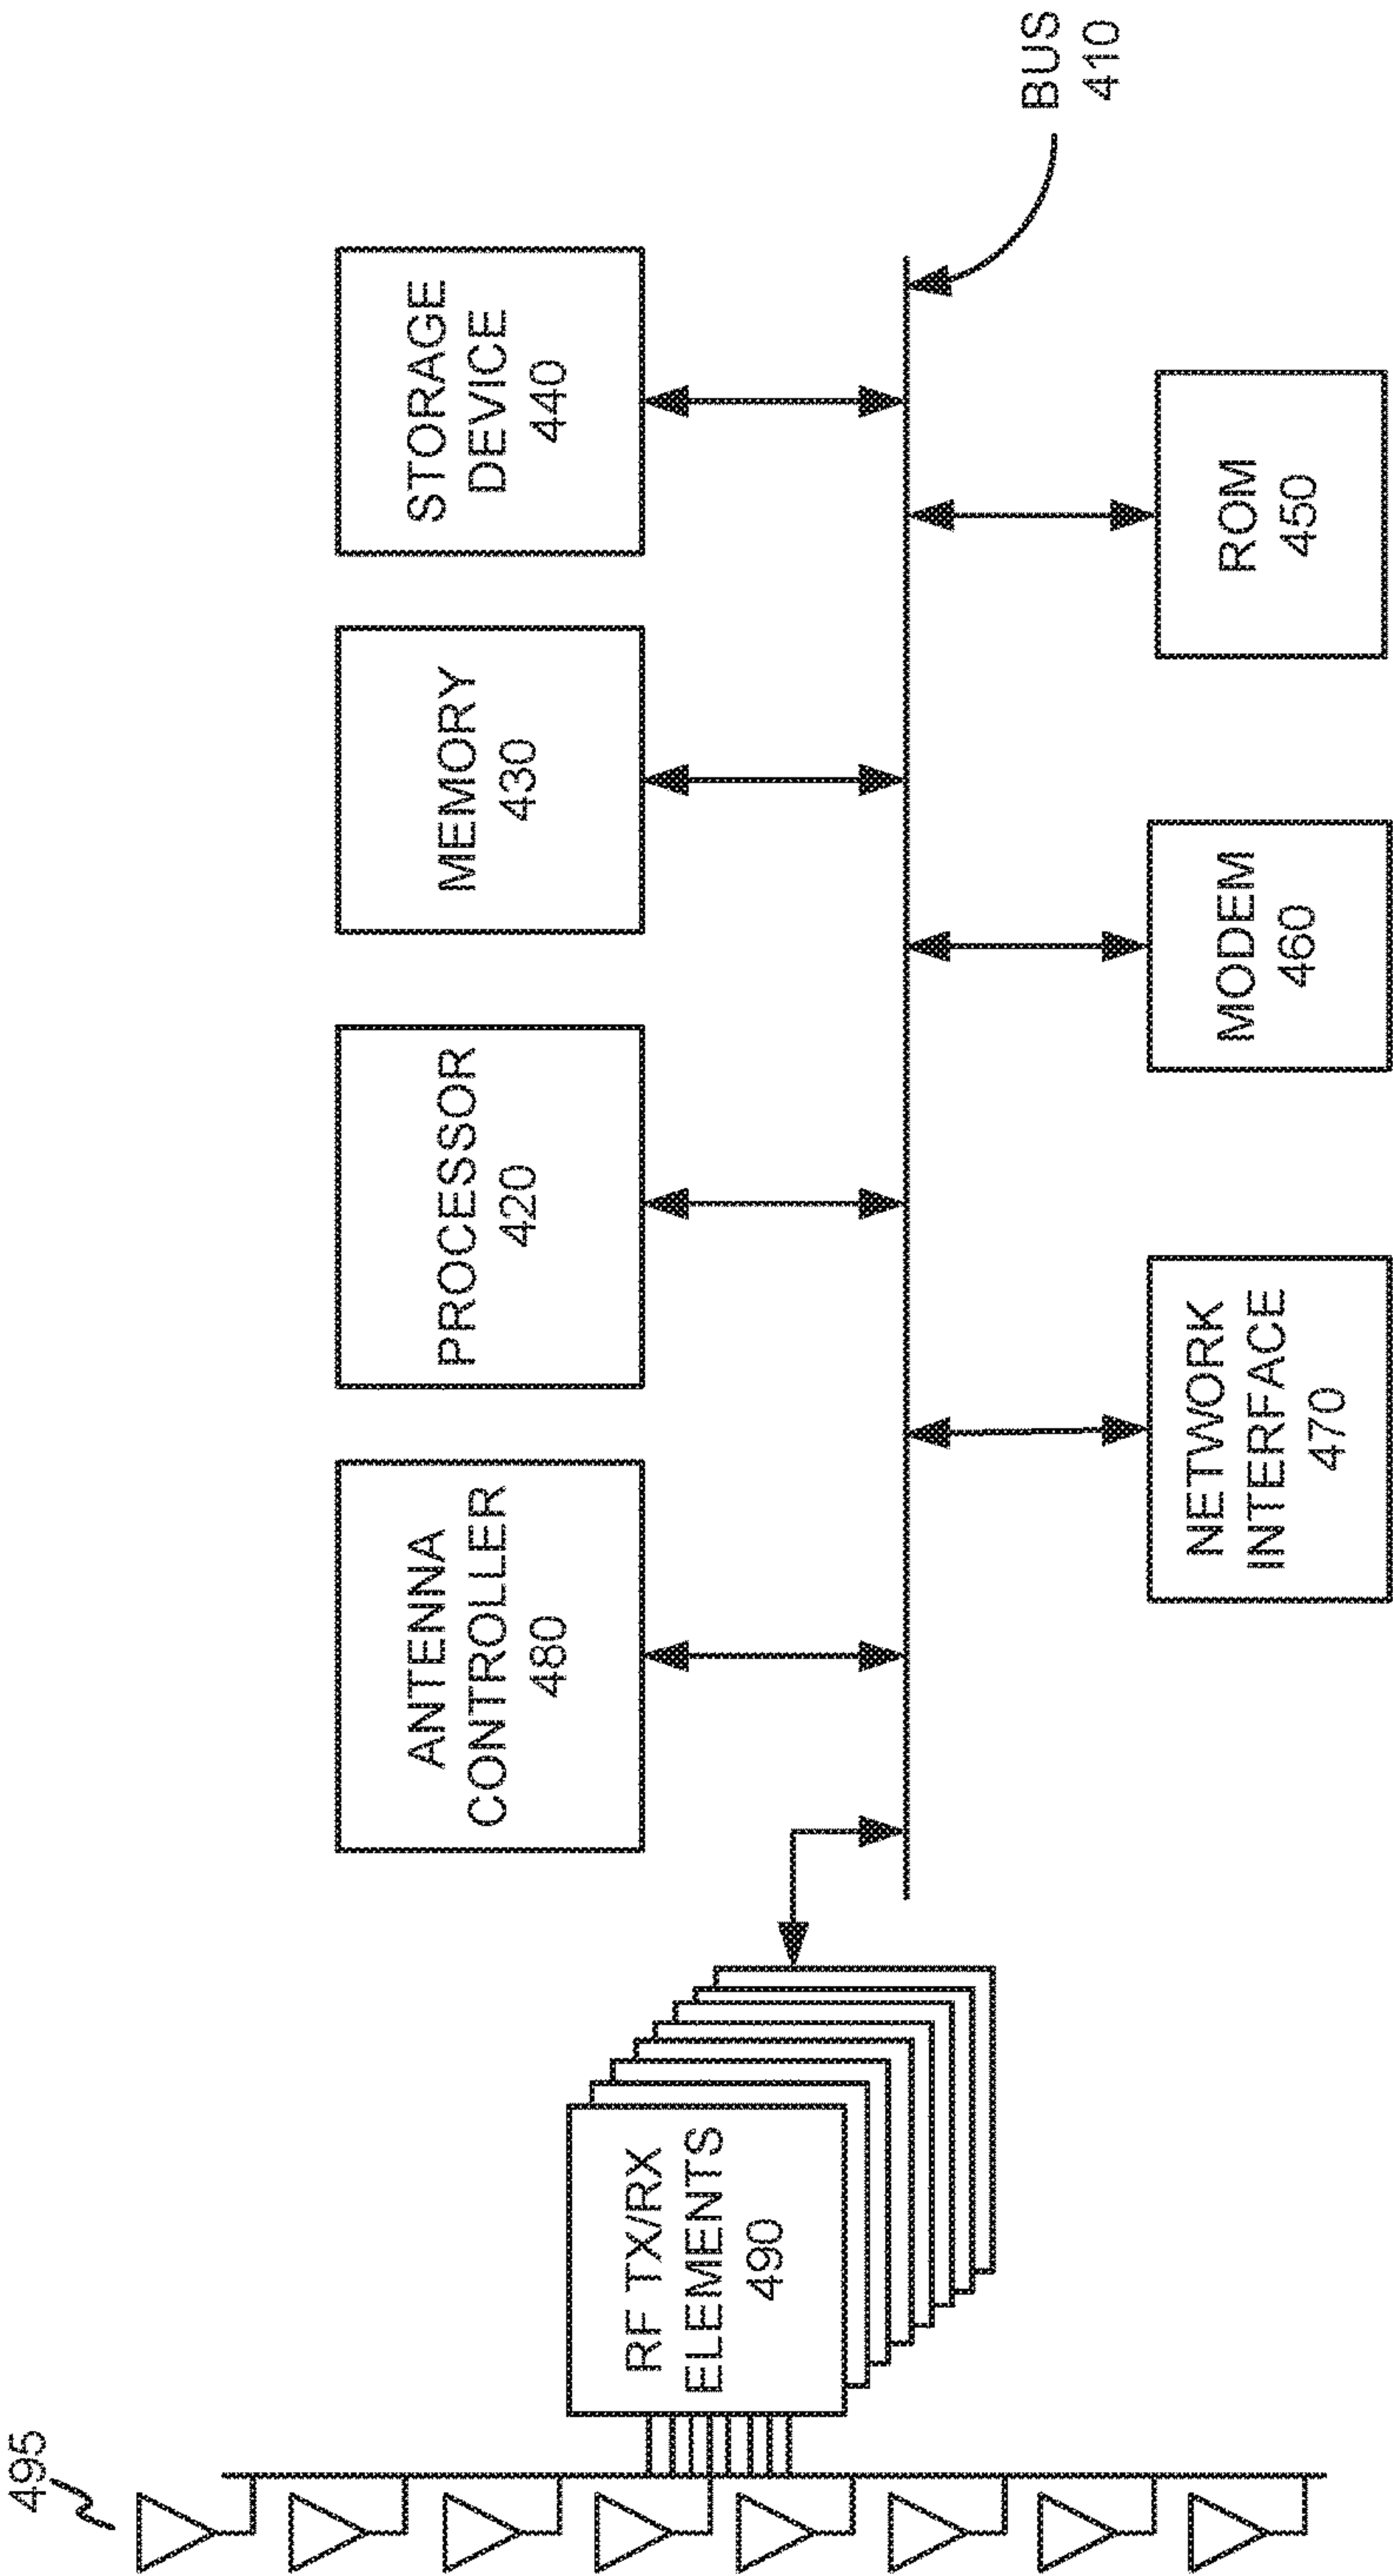 495
RF TX/RX
ELEMENTS
490
ANTENNA
CONTROLLER
480
PROCESSOR
420
MEMORY
430
STORAGE
DEVICE
440
BUS
410
NETWORK
INTERFACE
470
MODEM
460
ROM
450